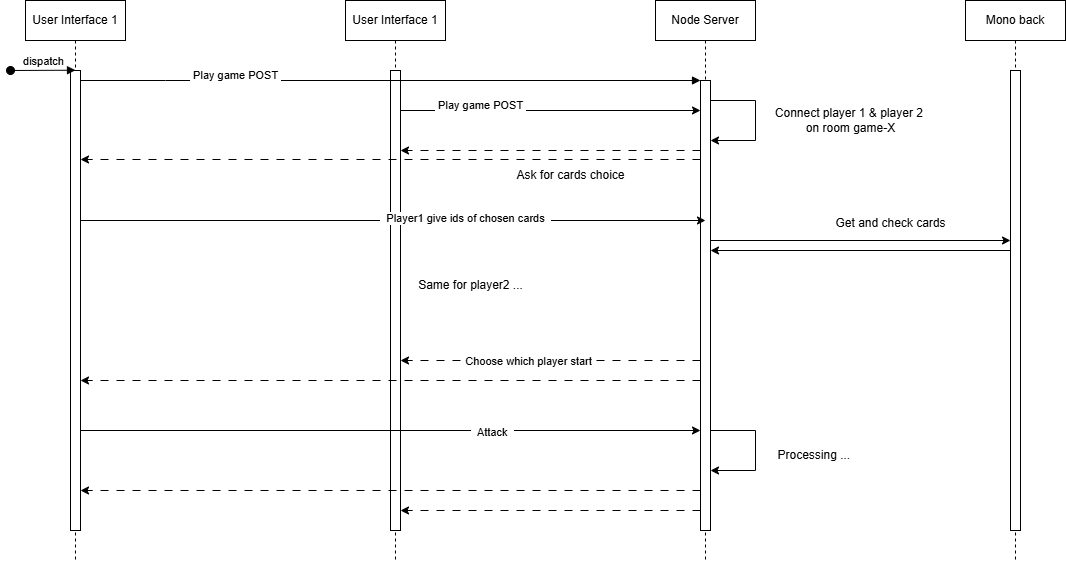 User Interface 1
User Interface 1
Node Server
Mono back
dispatch
Play game POST
Play game POST
Connect player 1 & player 2
on room game-X
Ask for cards choice
Player1 give ids of chosen cards
Get and check cards
Same for player2 ...
Choose which player start
Attack
Processing ...